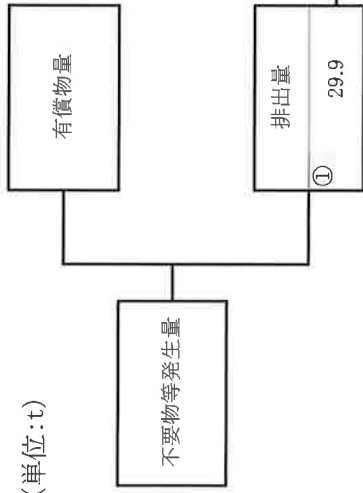 (単位:t)
不要物等発生量
有償物量
排出量
① 29.9